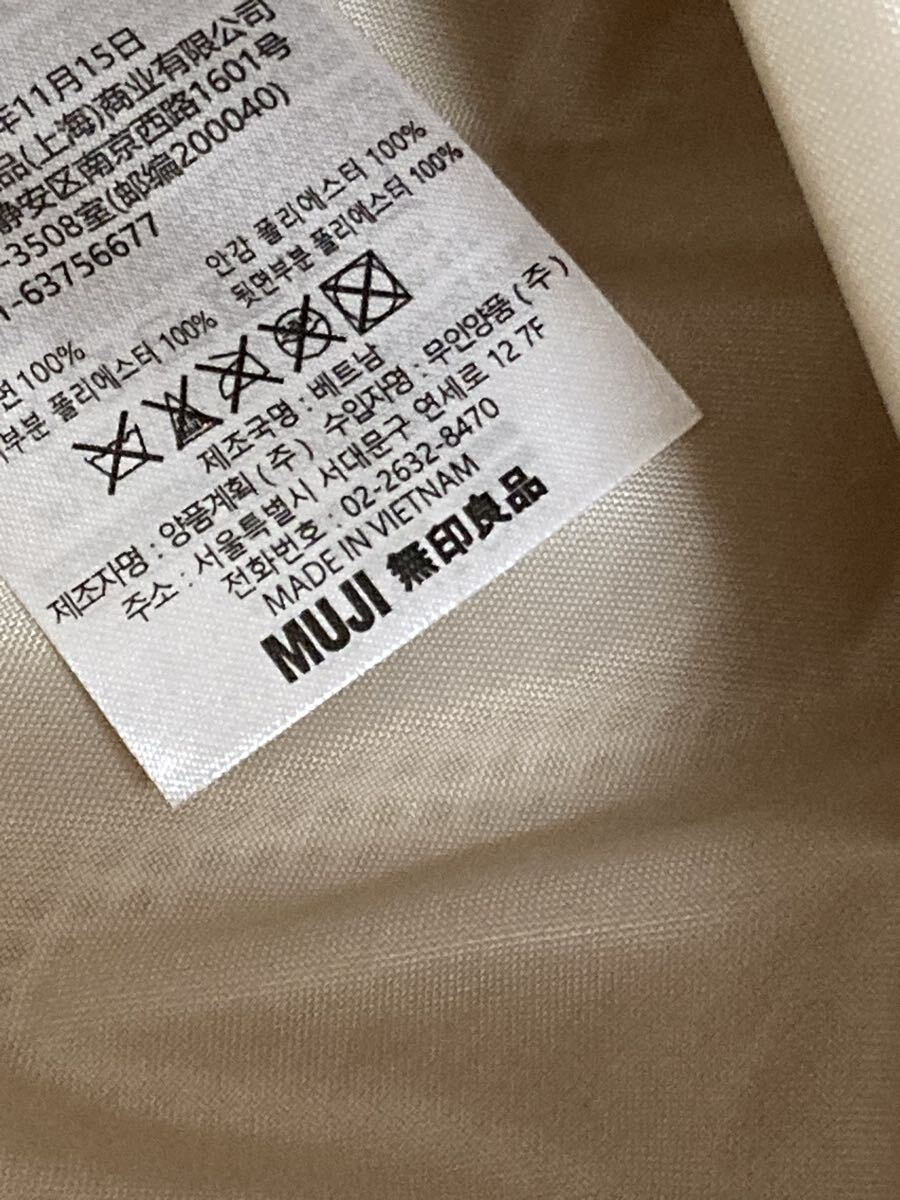 年11月15日
品(上海)商业有限公司
静安区南京西路1601号
-3508室(邮编200040)
1-63756677
안감 폴리에스터 100%
뒷면부분 폴리에스터 100%
면 100%
부분 폴리에스터 100%
제조국명 : 베트남
제조자명 : 양품계획(주) 수입자명 : 무인양품(주)
주소 : 서울특별시 서대문구 연세로 12 7F
전화번호 : 02-2632-8470
MADE IN VIETNAM
MUJI 無印良品